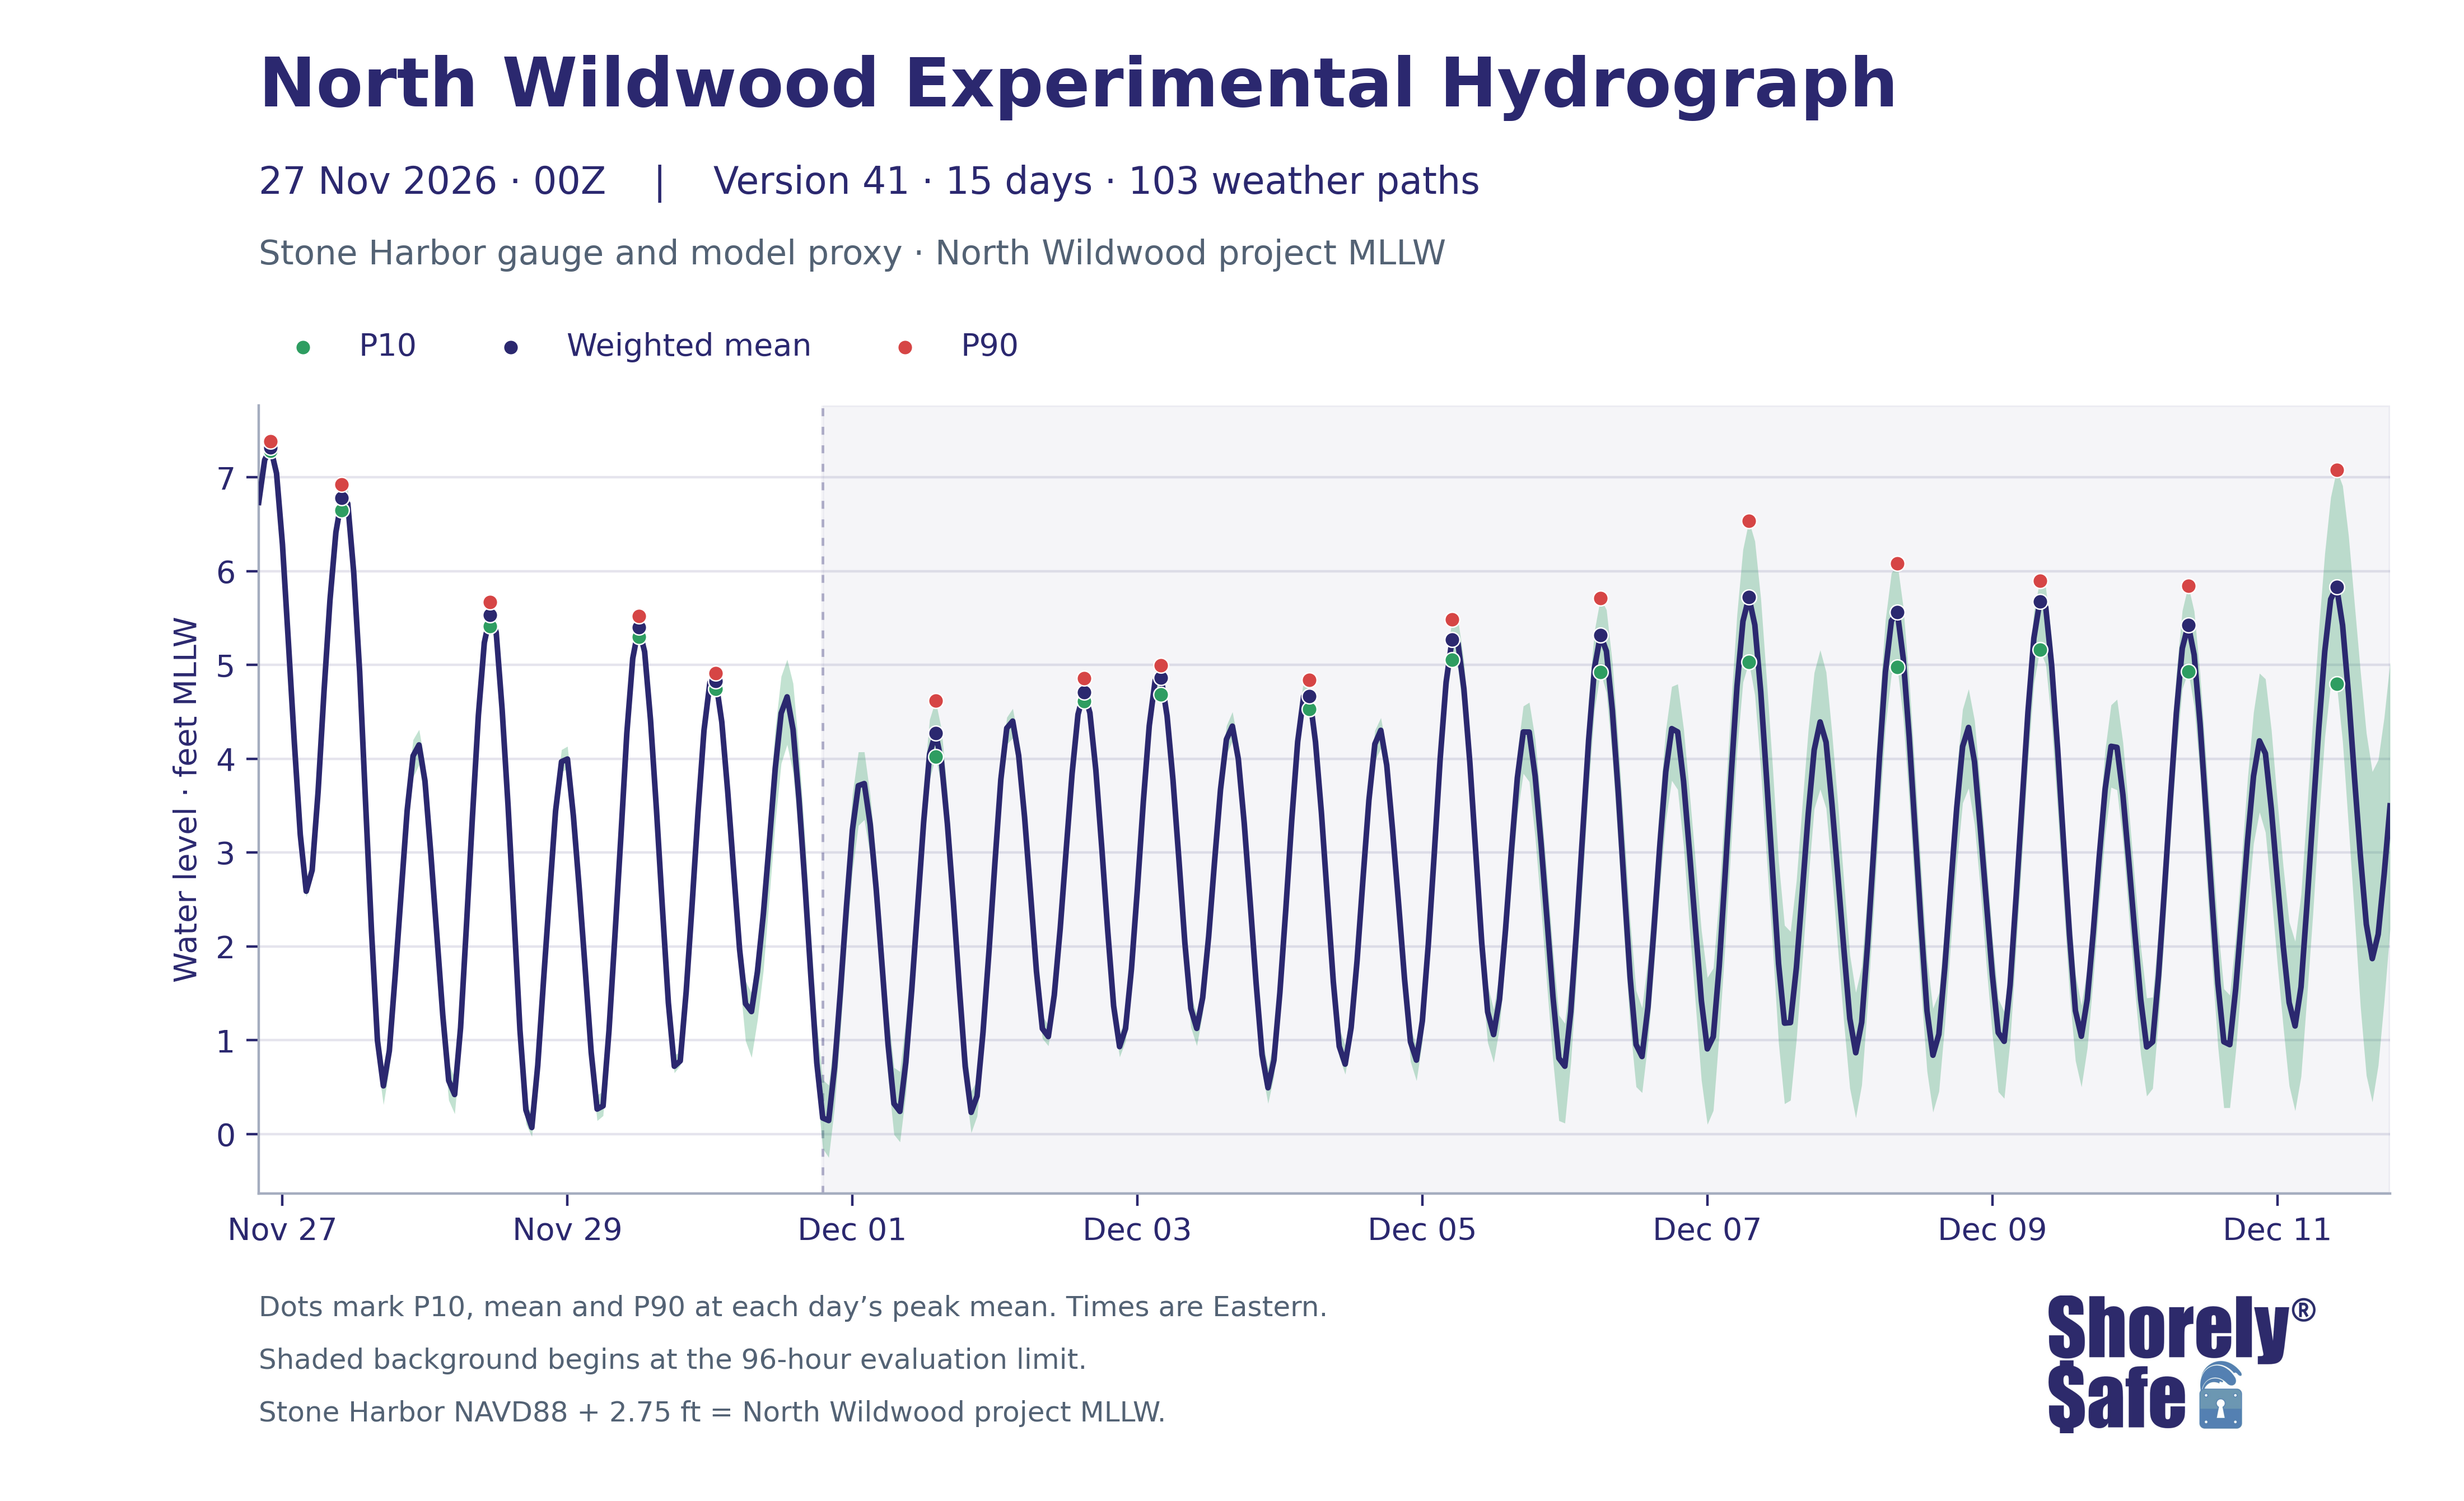 North Wildwood Experimental Hydrograph
27 Nov 2026 · 00Z | Version 41 · 15 days · 103 weather paths
Stone Harbor gauge and model proxy · North Wildwood project MLLW
P10 Weighted mean P90
Water level · feet MLLW
7
6
5
4
3
2
1
0
Nov 27 Nov 29 Dec 01 Dec 03 Dec 05 Dec 07 Dec 09 Dec 11
Dots mark P10, mean and P90 at each day’s peak mean. Times are Eastern.
Shaded background begins at the 96-hour evaluation limit.
Stone Harbor NAVD88 + 2.75 ft = North Wildwood project MLLW.
Shorely®
$afe